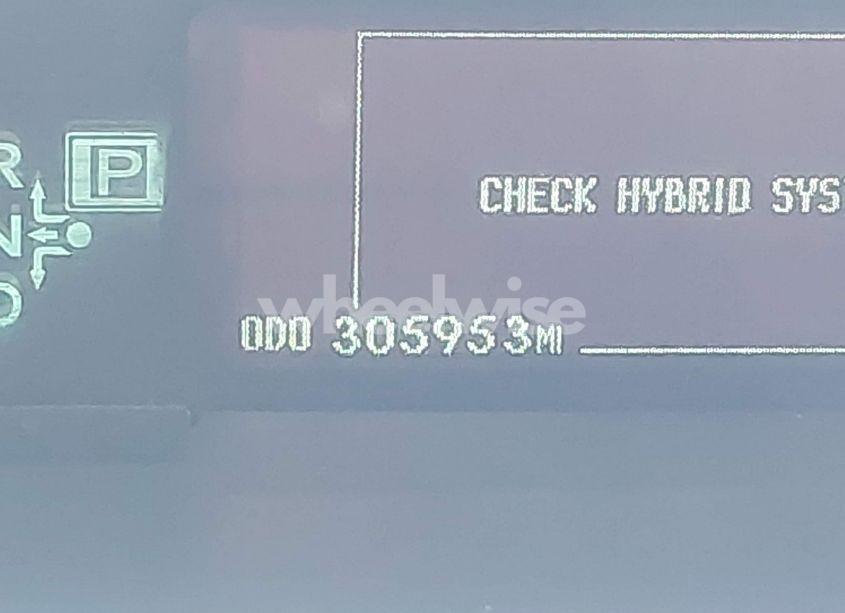 R
P
N
CHECK HYBRID SYS
wheelwise
ODO 305953MI